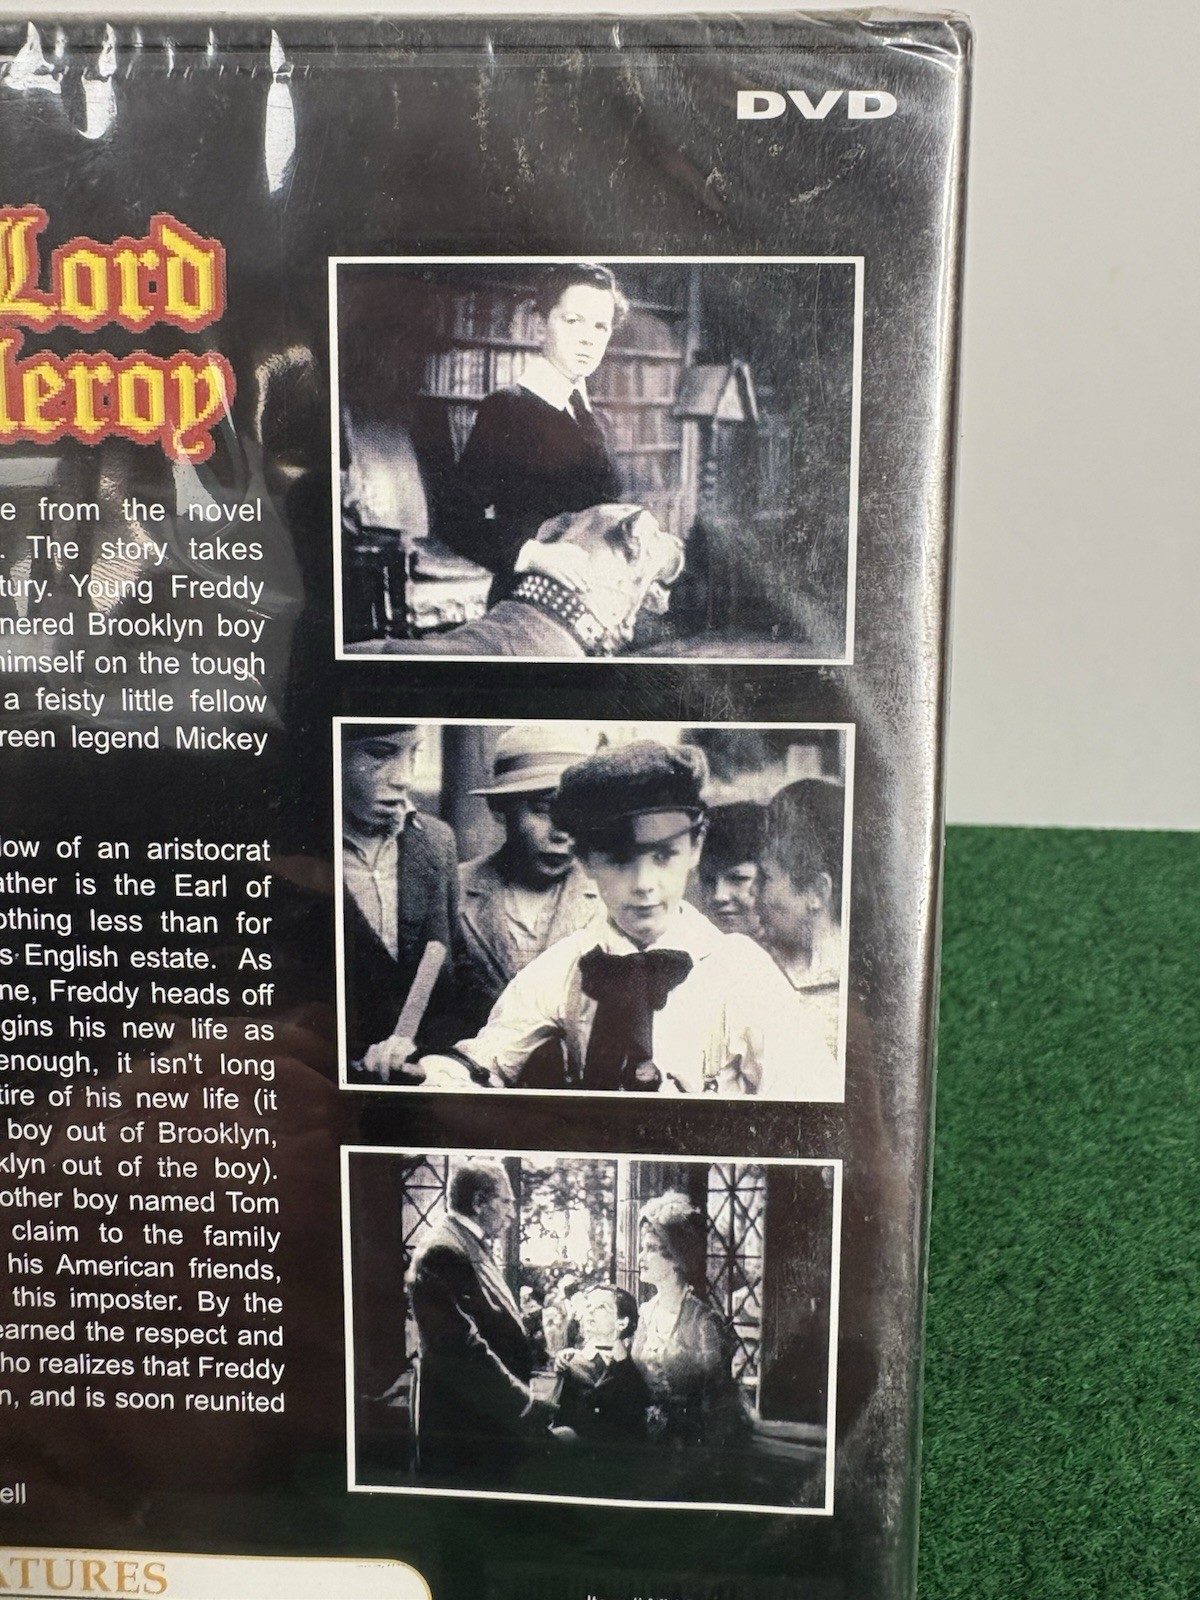 DVD
Lord
leroy
e from the novel
. The story takes
tury. Young Freddy
nered Brooklyn boy
himself on the tough
a feisty little fellow
reen legend Mickey
low of an aristocrat
ather is the Earl of
othing less than for
s English estate. As
ne, Freddy heads off
gins his new life as
enough, it isn't long
tire of his new life (it
boy out of Brooklyn,
klyn out of the boy).
other boy named Tom
claim to the family
his American friends,
this imposter. By the
earned the respect and
ho realizes that Freddy
n, and is soon reunited
ell
ATURES